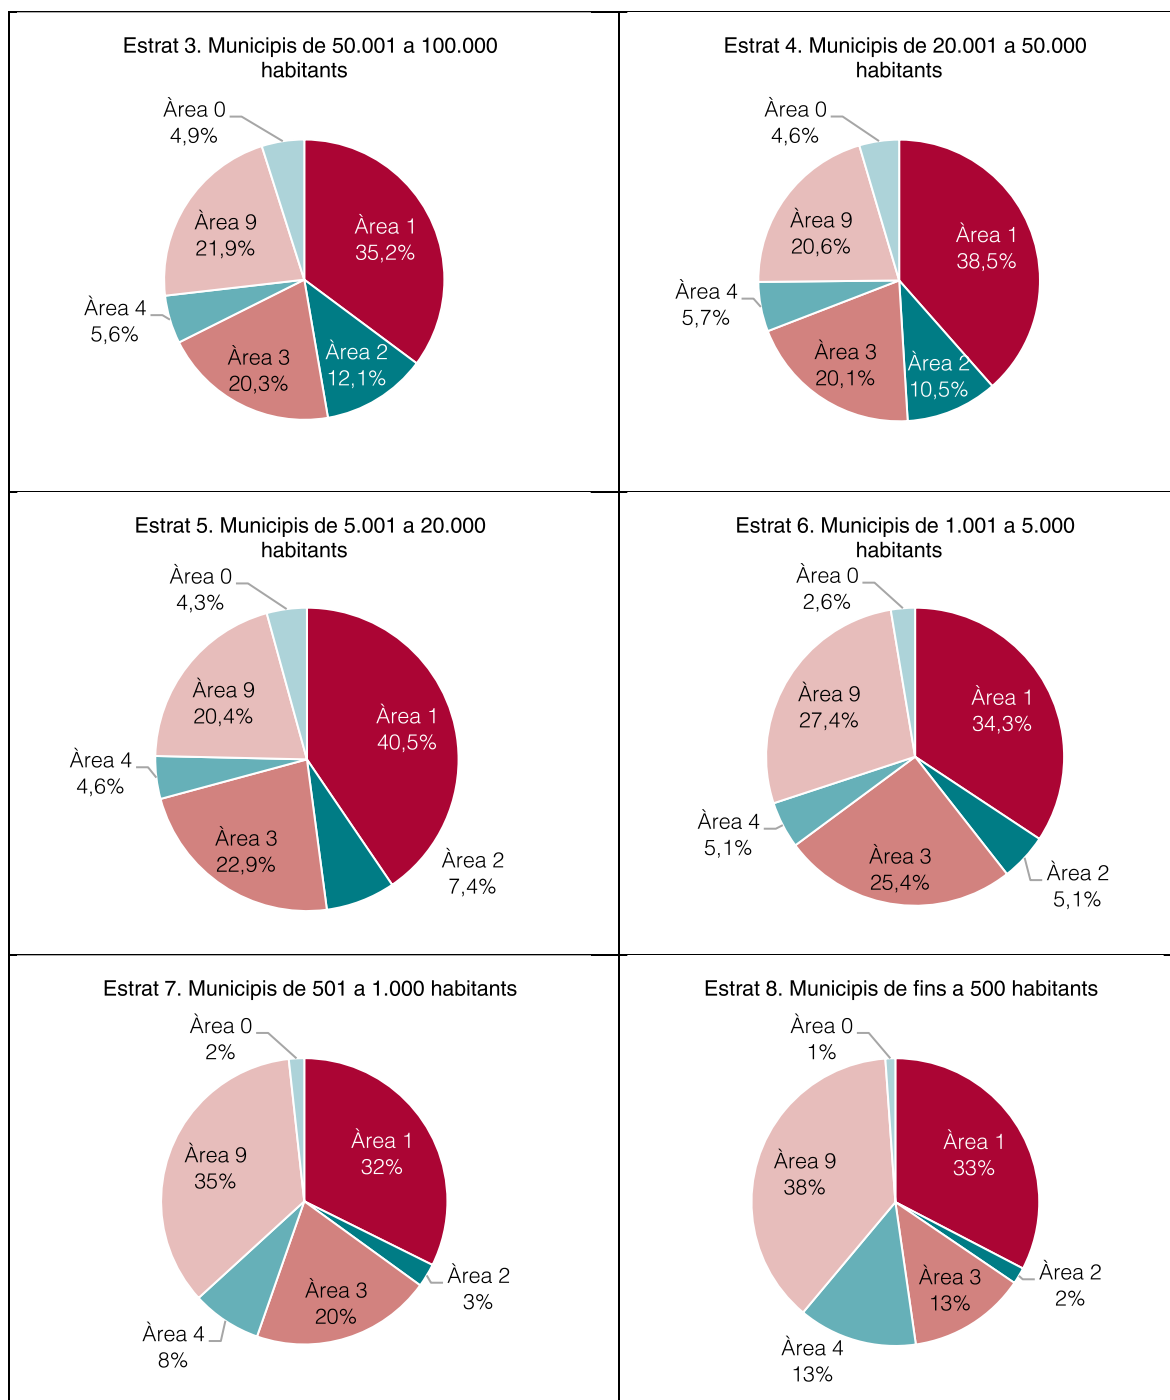 Estrat 3. Municipis de 50.001 a 100.000
habitants
Àrea 0
4,9%
Àrea 9
21,9%
Àrea 1
35,2%
Àrea 4
5,6%
Àrea 3
20,3%
Àrea 2
12,1%
Estrat 4. Municipis de 20.001 a 50.000
habitants
Àrea 0
4,6%
Àrea 9
20,6%
Àrea 1
38,5%
Àrea 4
5,7%
Àrea 3
20,1%
Àrea 2
10,5%
Estrat 5. Municipis de 5.001 a 20.000
habitants
Àrea 0
4,3%
Àrea 9
20,4%
Àrea 1
40,5%
Àrea 4
4,6%
Àrea 3
22,9%
Àrea 2
7,4%
Estrat 6. Municipis de 1.001 a 5.000
habitants
Àrea 0
2,6%
Àrea 9
27,4%
Àrea 1
34,3%
Àrea 4
5,1%
Àrea 3
25,4%
Àrea 2
5,1%
Estrat 7. Municipis de 501 a 1.000 habitants
Àrea 0
2%
Àrea 9
35%
Àrea 1
32%
Àrea 2
3%
Àrea 3
20%
Àrea 4
8%
Estrat 8. Municipis de fins a 500 habitants
Àrea 0
1%
Àrea 9
38%
Àrea 1
33%
Àrea 2
2%
Àrea 3
13%
Àrea 4
13%